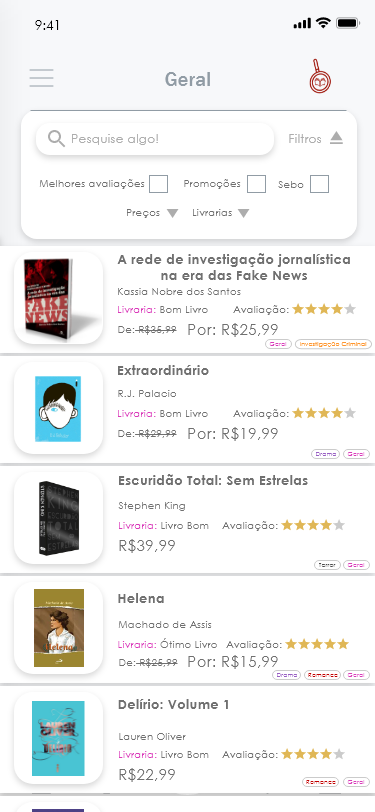 9:41
Geral
Pesquise algo!
Filtros
Melhores avaliações
Promoções
Sebo
Preços
Livrarias
A rede de investigação jornalística
na era das Fake News
Kassia Nobre dos Santos
Livraria: Bom Livro Avaliação:
De: R$35,99 Por: R$25,99
Geral Investigação Criminal
Extraordinário
R.J. Palacio
Livraria: Bom Livro Avaliação:
De: R$29,99 Por: R$19,99
Drama Geral
Escuridão Total: Sem Estrelas
Stephen King
Livraria: Livro Bom Avaliação:
R$39,99
Terror Geral
Helena
Machado de Assis
Livraria: Ótimo Livro Avaliação:
De: R$25,99 Por: R$15,99
Drama Romance Geral
Delírio: Volume 1
Lauren Oliver
Livraria: Livro Bom Avaliação:
R$22,99
Romance Geral